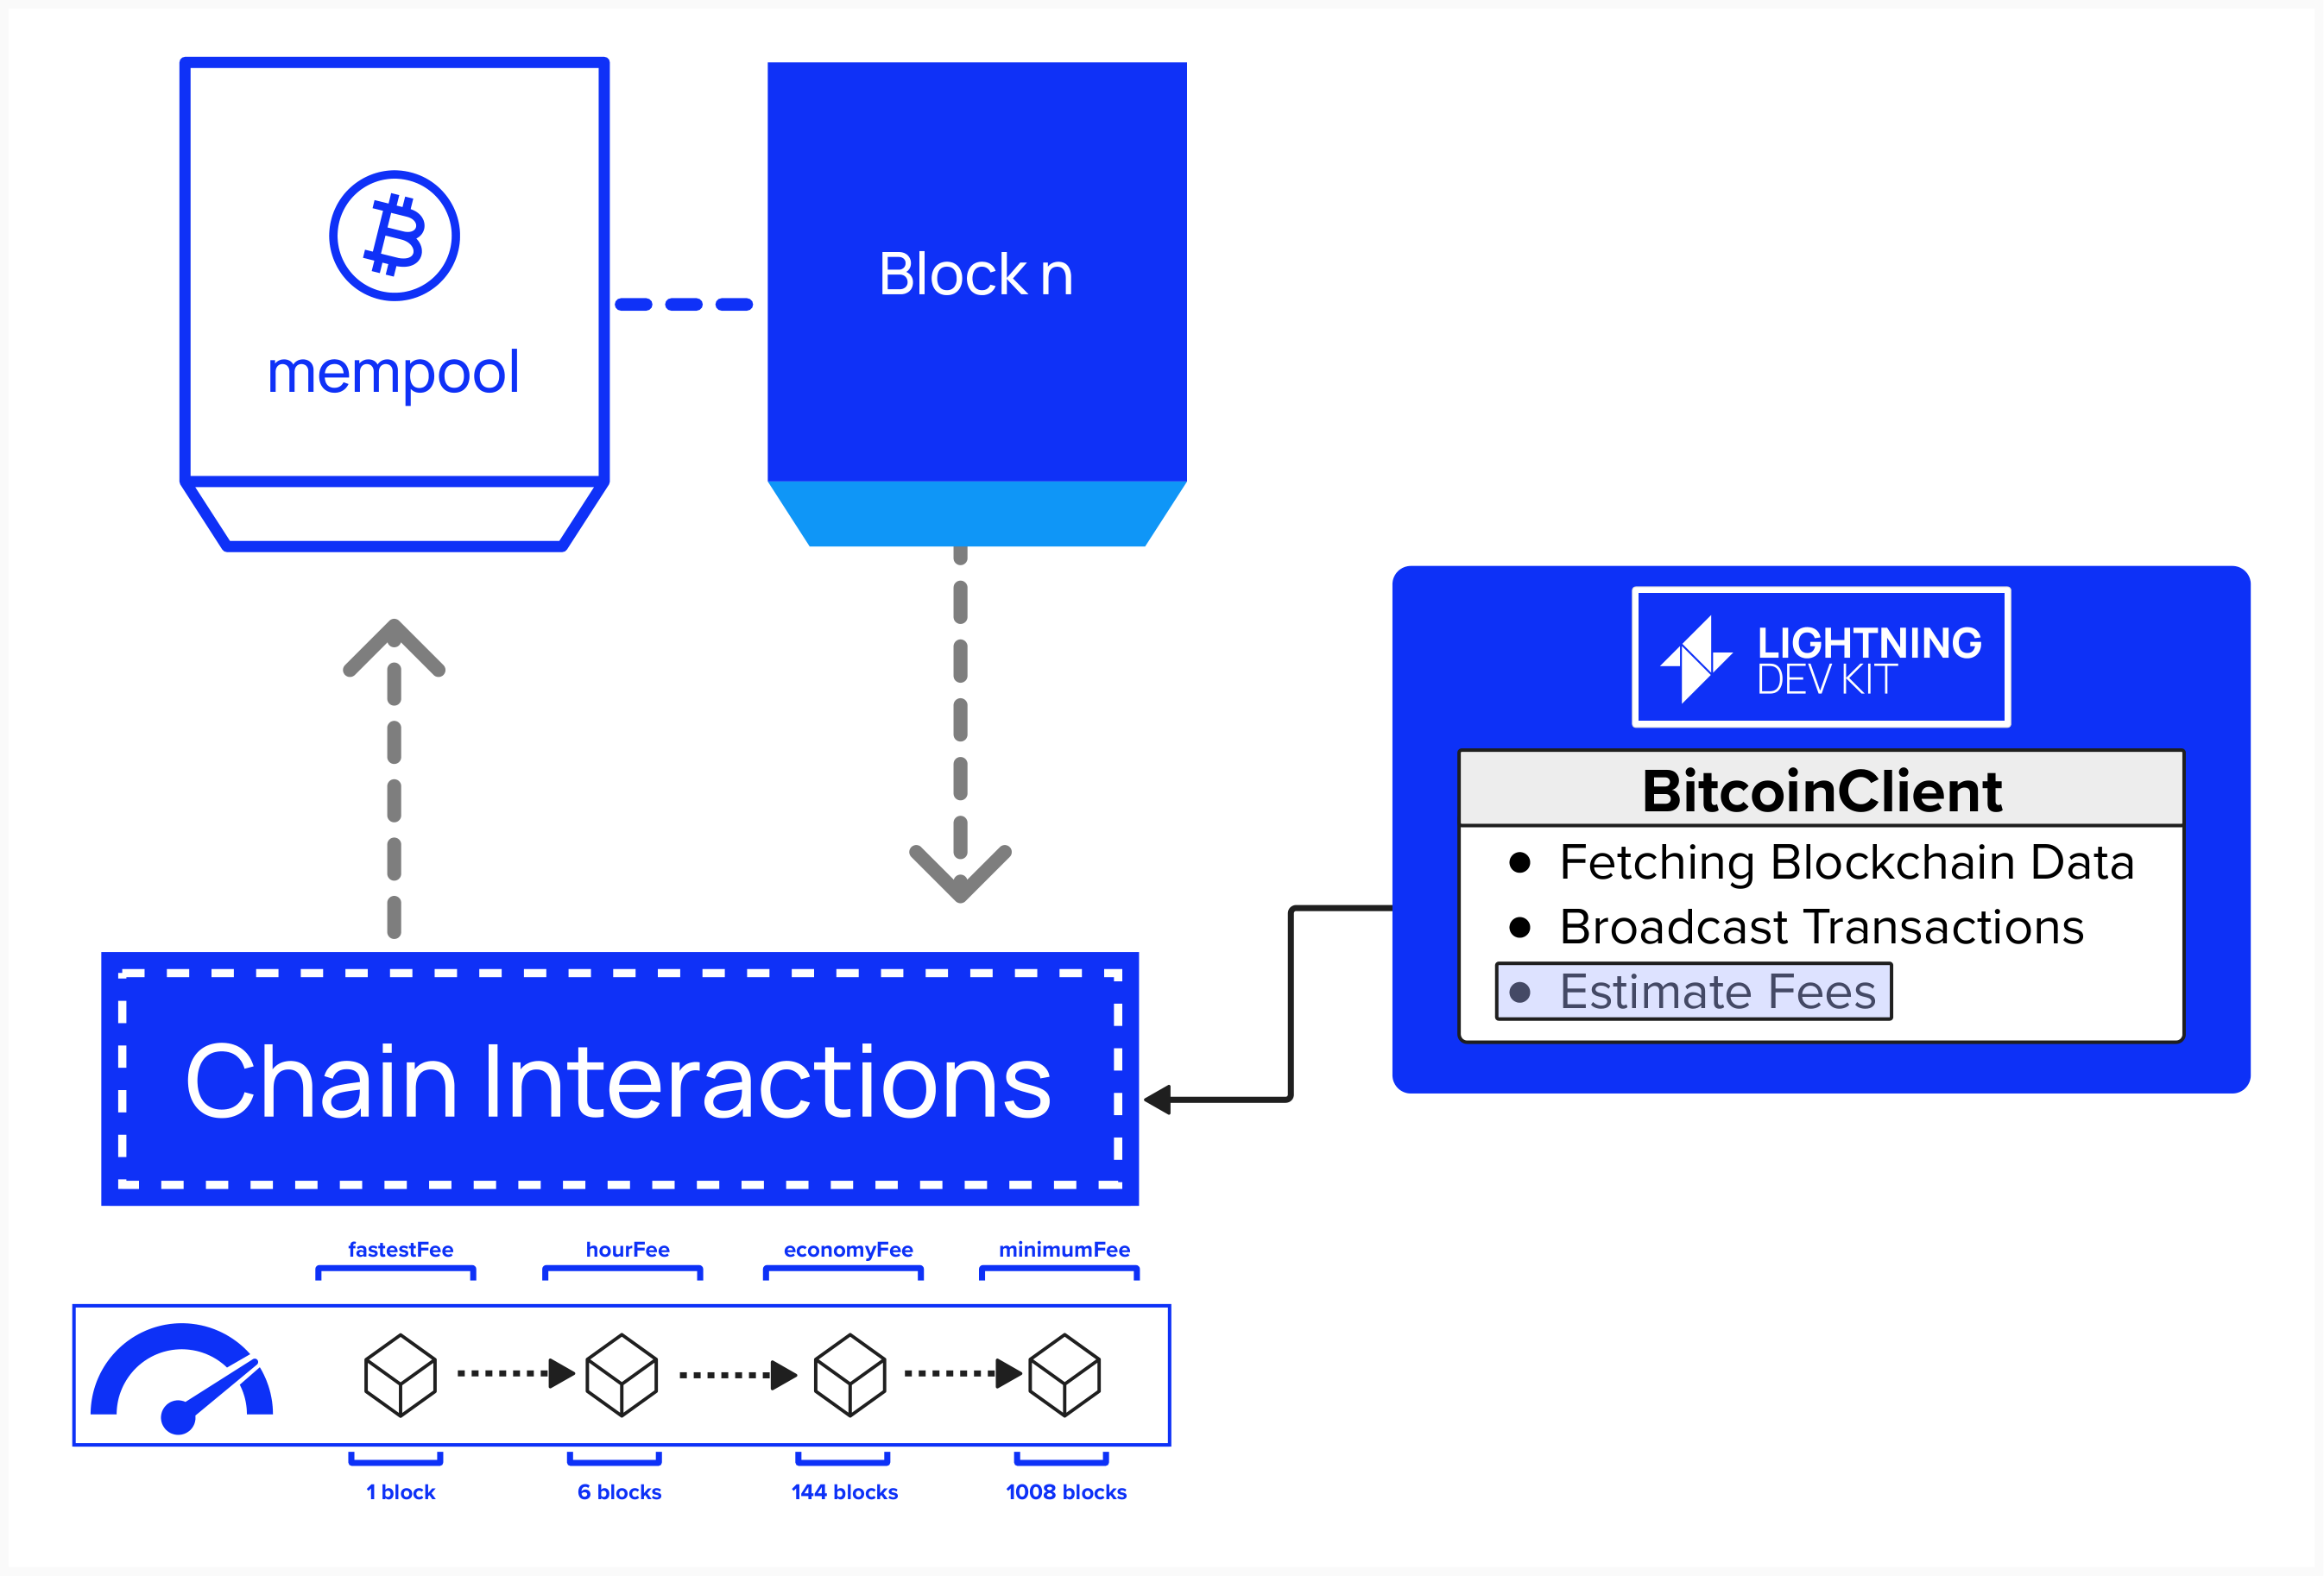 mempool
Block n
LIGHTNING
DEV KIT
BitcoinClient
Fetching Blockchain Data
Broadcast Transactions
Estimate Fees
Chain Interactions
fastestFee
hourFee
economyFee
minimumFee
1 block
6 blocks
144 blocks
1008 blocks